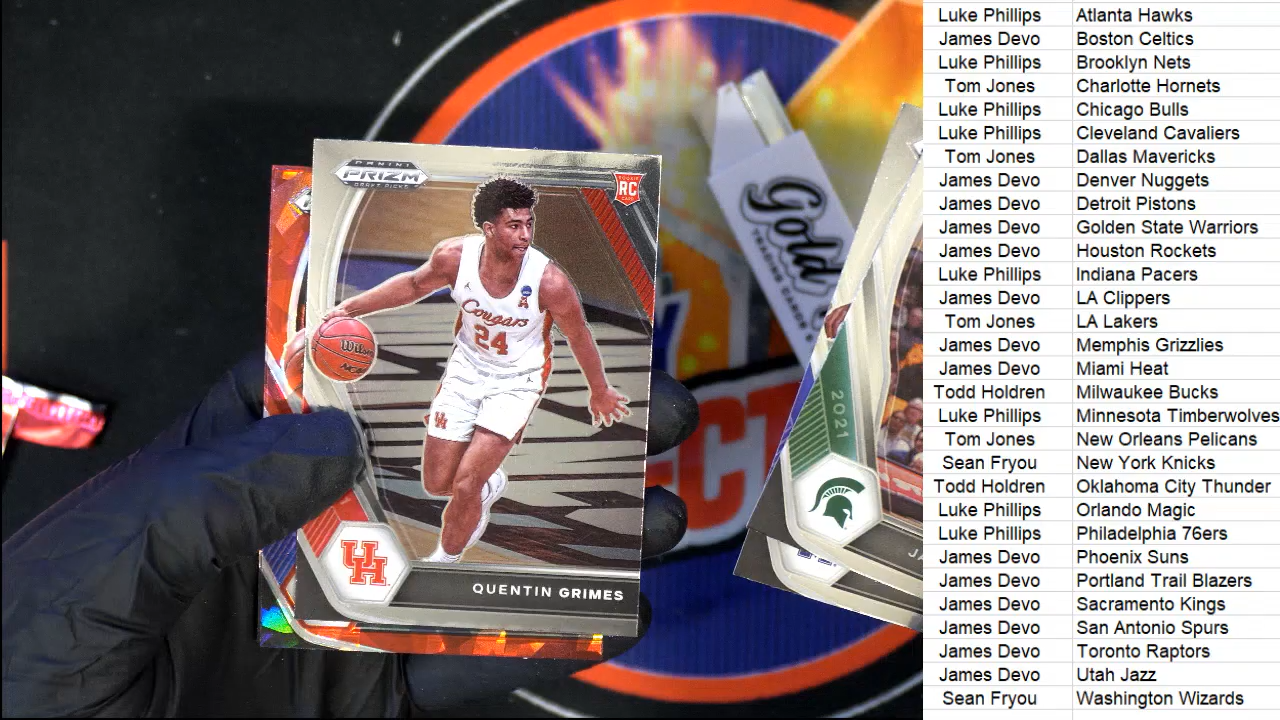 PANINI
PRIZM
DRAFT PICKS
ROOKIE
RC
CARD
Cougars
24
UH
UH
QUENTIN GRIMES
2021
JA
Gold
TRADING CARDS
Luke Phillips Atlanta Hawks
James Devo Boston Celtics
Luke Phillips Brooklyn Nets
Tom Jones Charlotte Hornets
Luke Phillips Chicago Bulls
Luke Phillips Cleveland Cavaliers
Tom Jones Dallas Mavericks
James Devo Denver Nuggets
James Devo Detroit Pistons
James Devo Golden State Warriors
James Devo Houston Rockets
Luke Phillips Indiana Pacers
James Devo LA Clippers
Tom Jones LA Lakers
James Devo Memphis Grizzlies
James Devo Miami Heat
Todd Holdren Milwaukee Bucks
Luke Phillips Minnesota Timberwolves
Tom Jones New Orleans Pelicans
Sean Fryou New York Knicks
Todd Holdren Oklahoma City Thunder
Luke Phillips Orlando Magic
Luke Phillips Philadelphia 76ers
James Devo Phoenix Suns
James Devo Portland Trail Blazers
James Devo Sacramento Kings
James Devo San Antonio Spurs
James Devo Toronto Raptors
James Devo Utah Jazz
Sean Fryou Washington Wizards